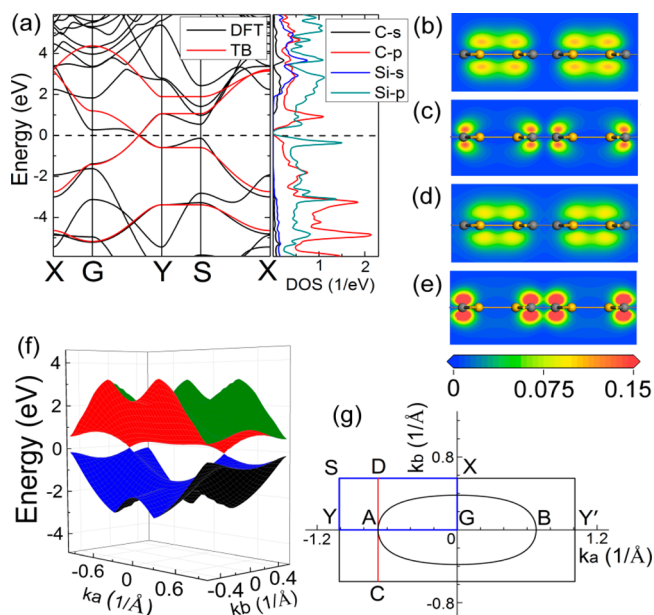 (a)
DFT
TB
C-s
C-p
Si-s
Si-p
Energy (eV)
4
2
0
-2
-4
X G Y S X
0 1 2
DOS (1/eV)
(b)
(c)
(d)
(e)
0 0.075 0.15
(f)
Energy (eV)
4
2
0
-2
-4
-0.6 0 0.6
ka (1/Å)
-0.4 0 0.4
kb (1/Å)
(g)
kb (1/Å)
0.8
S D X
Y A G B Y′
-1.2 0 1.2
ka (1/Å)
C
-0.8